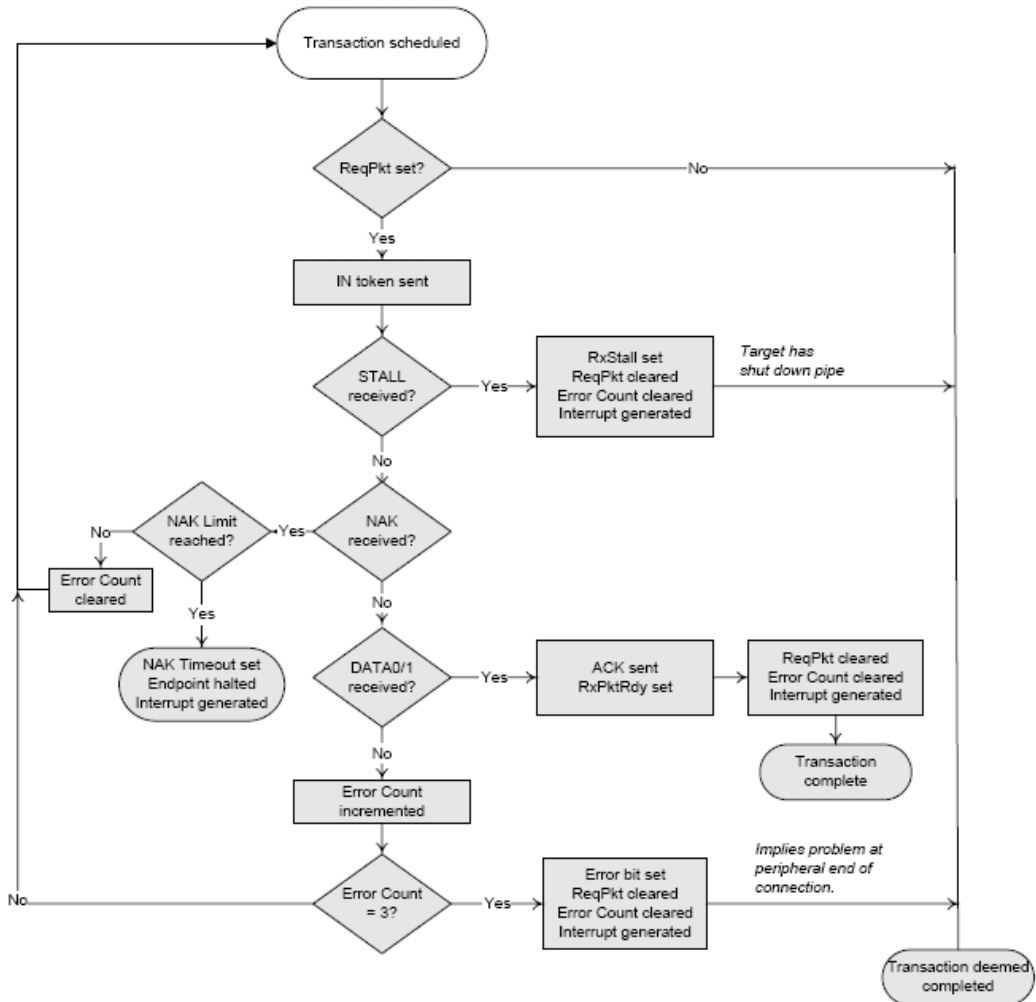 Transaction scheduled
ReqPkt set?
No
Yes
IN token sent
STALL
received?
Yes
RxStall set
ReqPkt cleared
Error Count cleared
Interrupt generated
Target has
shut down pipe
No
NAK Limit
reached?
Yes
NAK
received?
No
Error Count
cleared
Yes
No
NAK Timeout set
Endpoint halted
Interrupt generated
DATA0/1
received?
Yes
ACK sent
RxPktRdy set
ReqPkt cleared
Error Count cleared
Interrupt generated
No
Transaction
complete
Error Count
incremented
Implies problem at
peripheral end of
connection.
No
Error Count
= 3?
Yes
Error bit set
ReqPkt cleared
Error Count cleared
Interrupt generated
Transaction deemed
completed